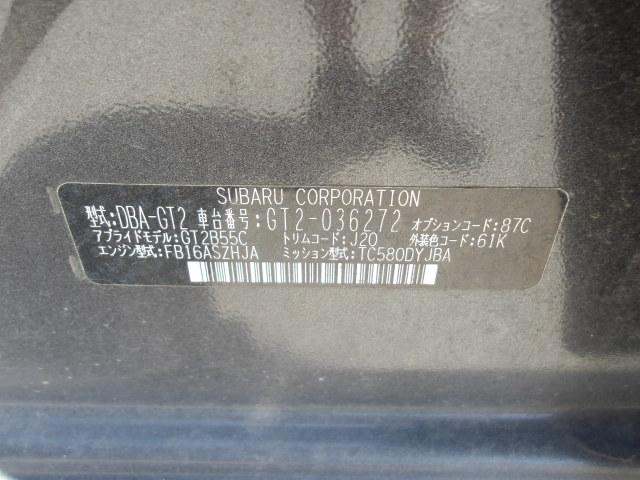 SUBARU CORPORATION
型式:DBA-GT2 車台番号:GT2-036272 オプションコード:87C
アプライドモデル:GT2B55C トリムコード:J20 外装色コード:61K
エンジン型式:FB16ASZHJA ミッション型式:TC580DYJBA